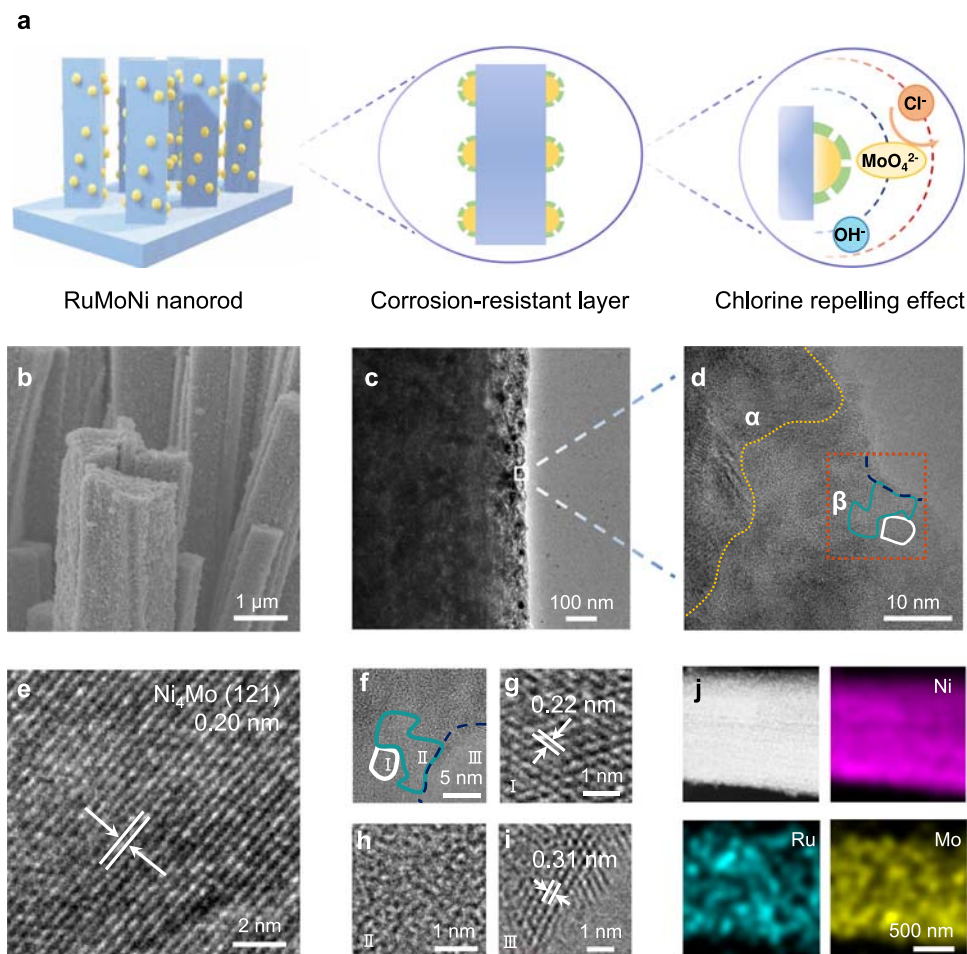 a
Cl⁻
MoO₄²⁻
OH⁻
RuMoNi nanorod
Corrosion-resistant layer
Chlorine repelling effect
b
1 μm
c
100 nm
d
α
β
10 nm
e
Ni₄Mo (121)
0.20 nm
2 nm
f
I
II
III
5 nm
g
0.22 nm
I
1 nm
h
II
1 nm
i
0.31 nm
III
1 nm
j
Ni
Ru
Mo
500 nm